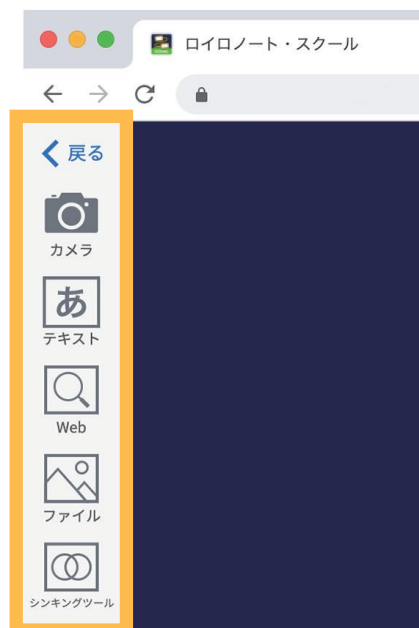 ロイロノート・スクール
戻る
カメラ
あ
テキスト
Web
ファイル
シンキングツール